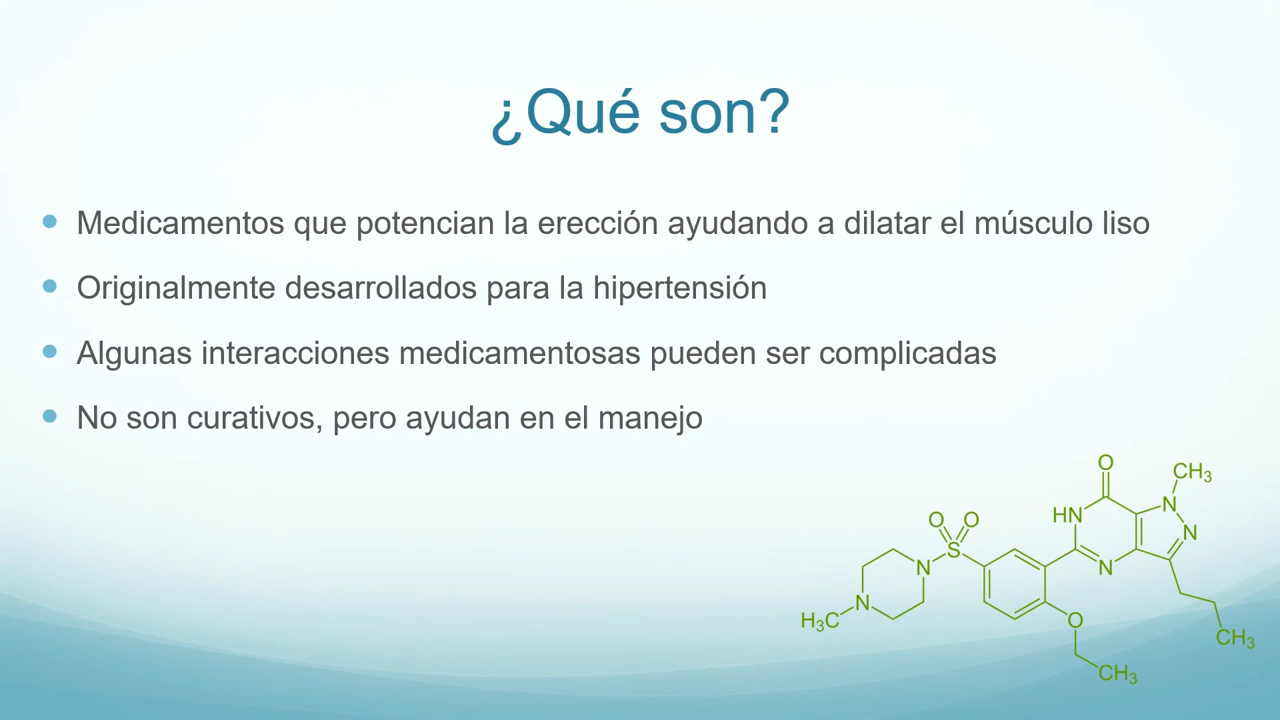 ¿Qué son?
Medicamentos que potencian la erección ayudando a dilatar el músculo liso
Originalmente desarrollados para la hipertensión
Algunas interacciones medicamentosas pueden ser complicadas
No son curativos, pero ayudan en el manejo
O
CH₃
HN
N
N
O O
S
N
N
N
H₃C
O
CH₃
CH₃